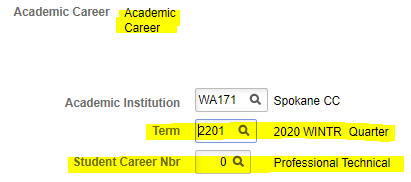 Academic Career Academic Career
Academic Institution WA171 Spokane CC
Term 2201 2020 WINTR Quarter
Student Career Nbr 0 Professional Technical